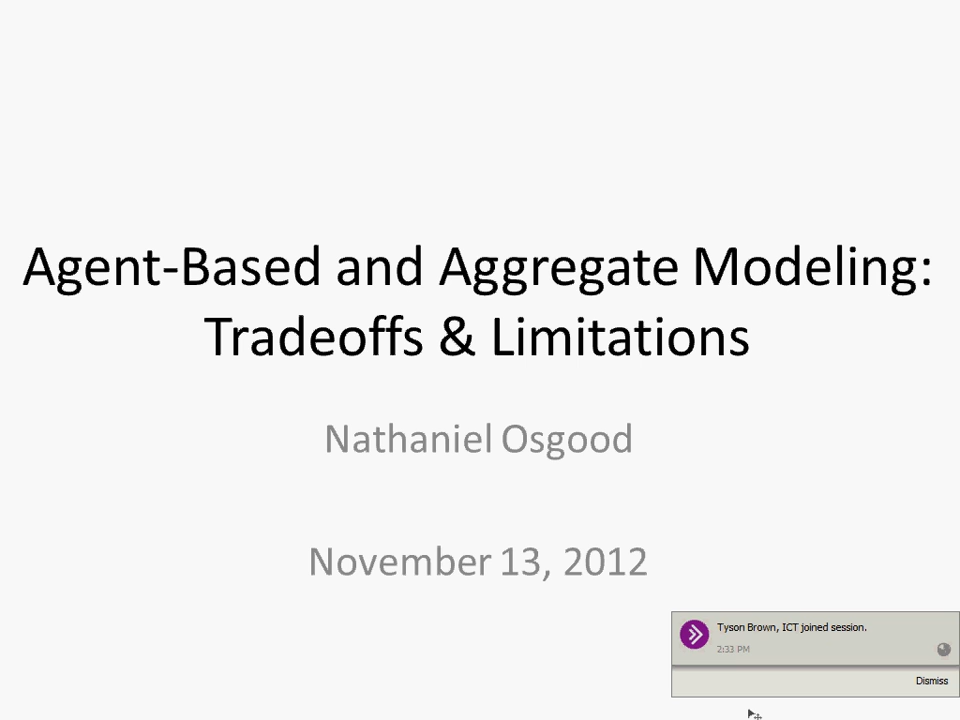 Agent-Based and Aggregate Modeling:
Tradeoffs & Limitations
Nathaniel Osgood
November 13, 2012
Tyson Brown, ICT joined session.
2:33 PM
Dismiss